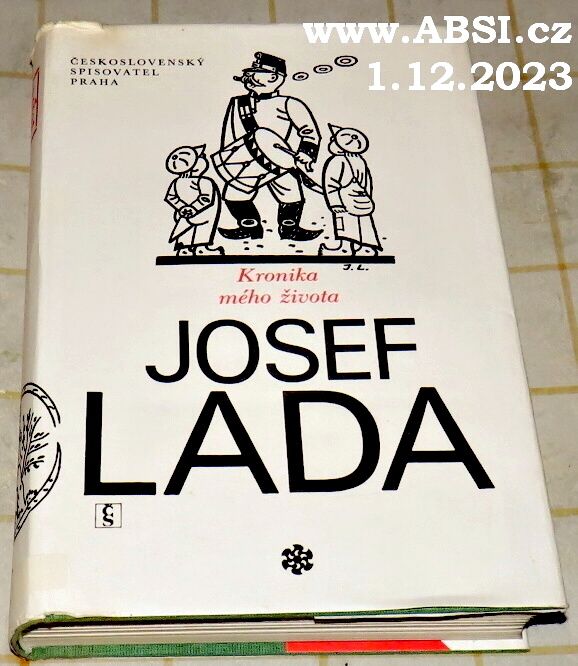 www.ABSI.cz
1.12.2023
ČESKOSLOVENSKÝ
SPISOVATEL
PRAHA
J.L.
Kronika
mého života
JOSEF
LADA
ČS